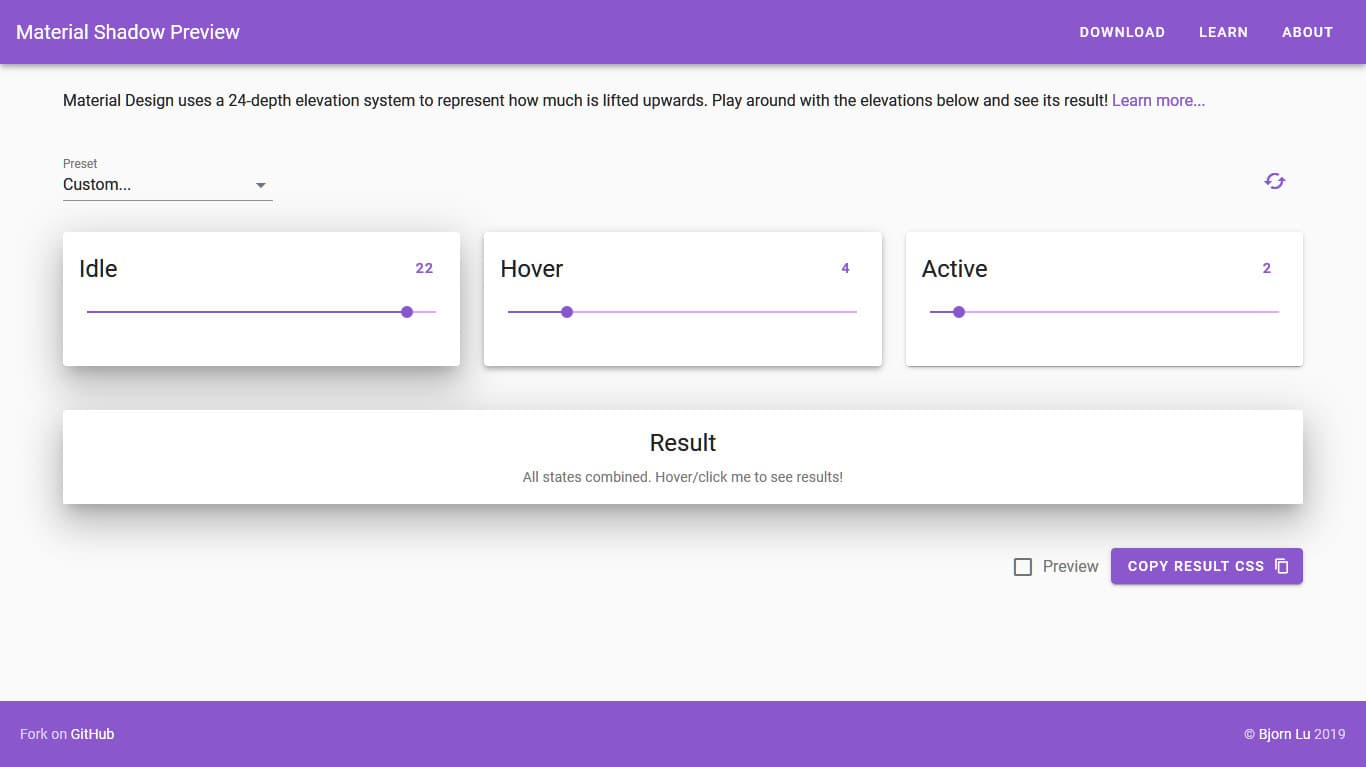 Material Shadow Preview
DOWNLOAD LEARN ABOUT
Material Design uses a 24-depth elevation system to represent how much is lifted upwards. Play around with the elevations below and see its result! Learn more...
Preset
Custom...
Idle 22
Hover 4
Active 2
Result
All states combined. Hover/click me to see results!
Preview
COPY RESULT CSS
Fork on GitHub
© Bjorn Lu 2019